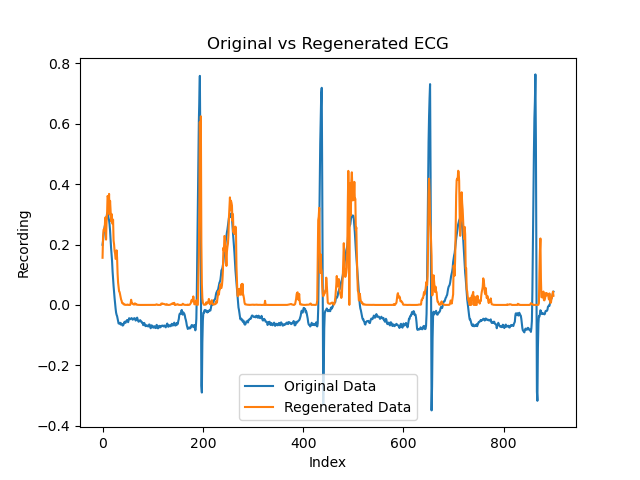 Original vs Regenerated ECG
Recording
0.8
0.6
0.4
0.2
0.0
−0.2
−0.4
Original Data
Regenerated Data
0
200
400
600
800
Index